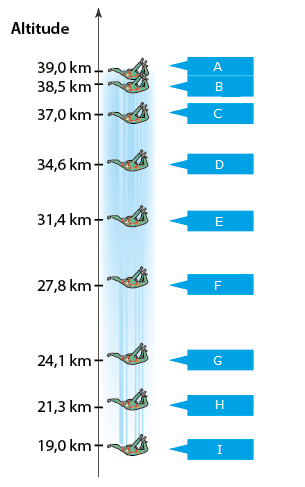 Altitude
39,0 km A
38,5 km B
37,0 km C
34,6 km D
31,4 km E
27,8 km F
24,1 km G
21,3 km H
19,0 km I